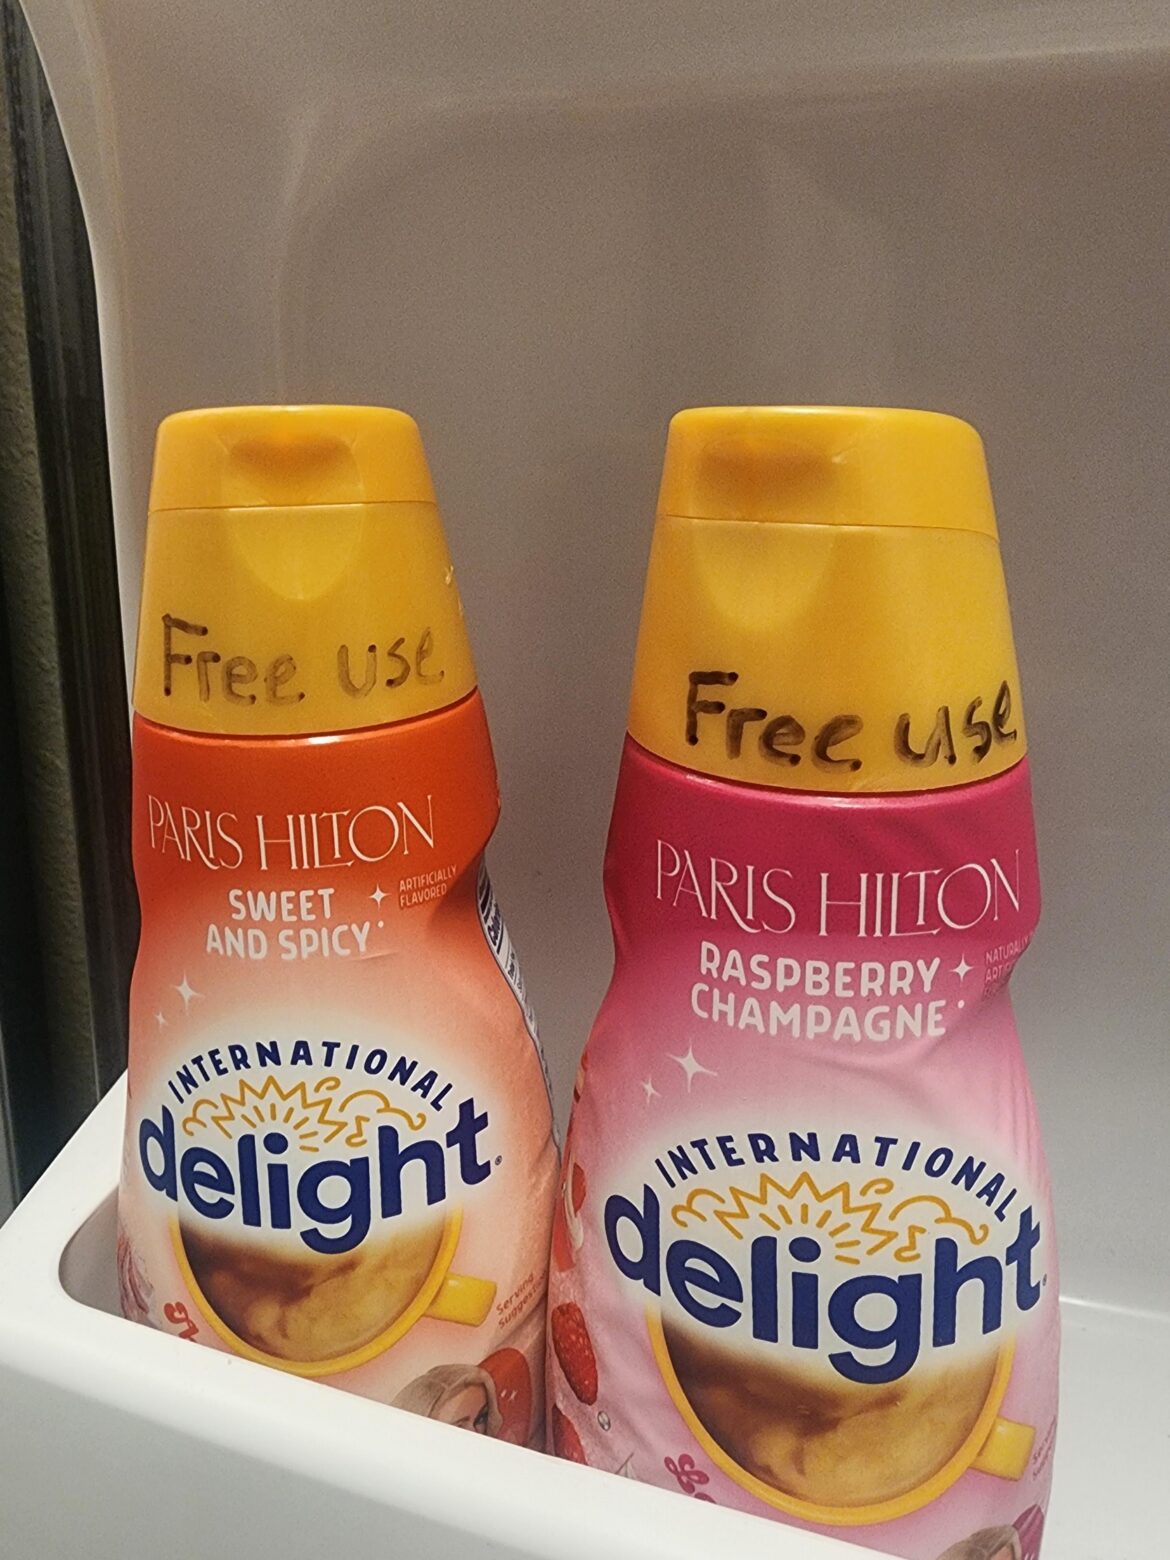 Free use
PARIS HILTON
SWEET
AND SPICY
ARTIFICIALLY
FLAVORED
INTERNATIONAL
delight
Serving
Free use
PARIS HILTON
RASPBERRY
CHAMPAGNE
INTERNATIONAL
delight